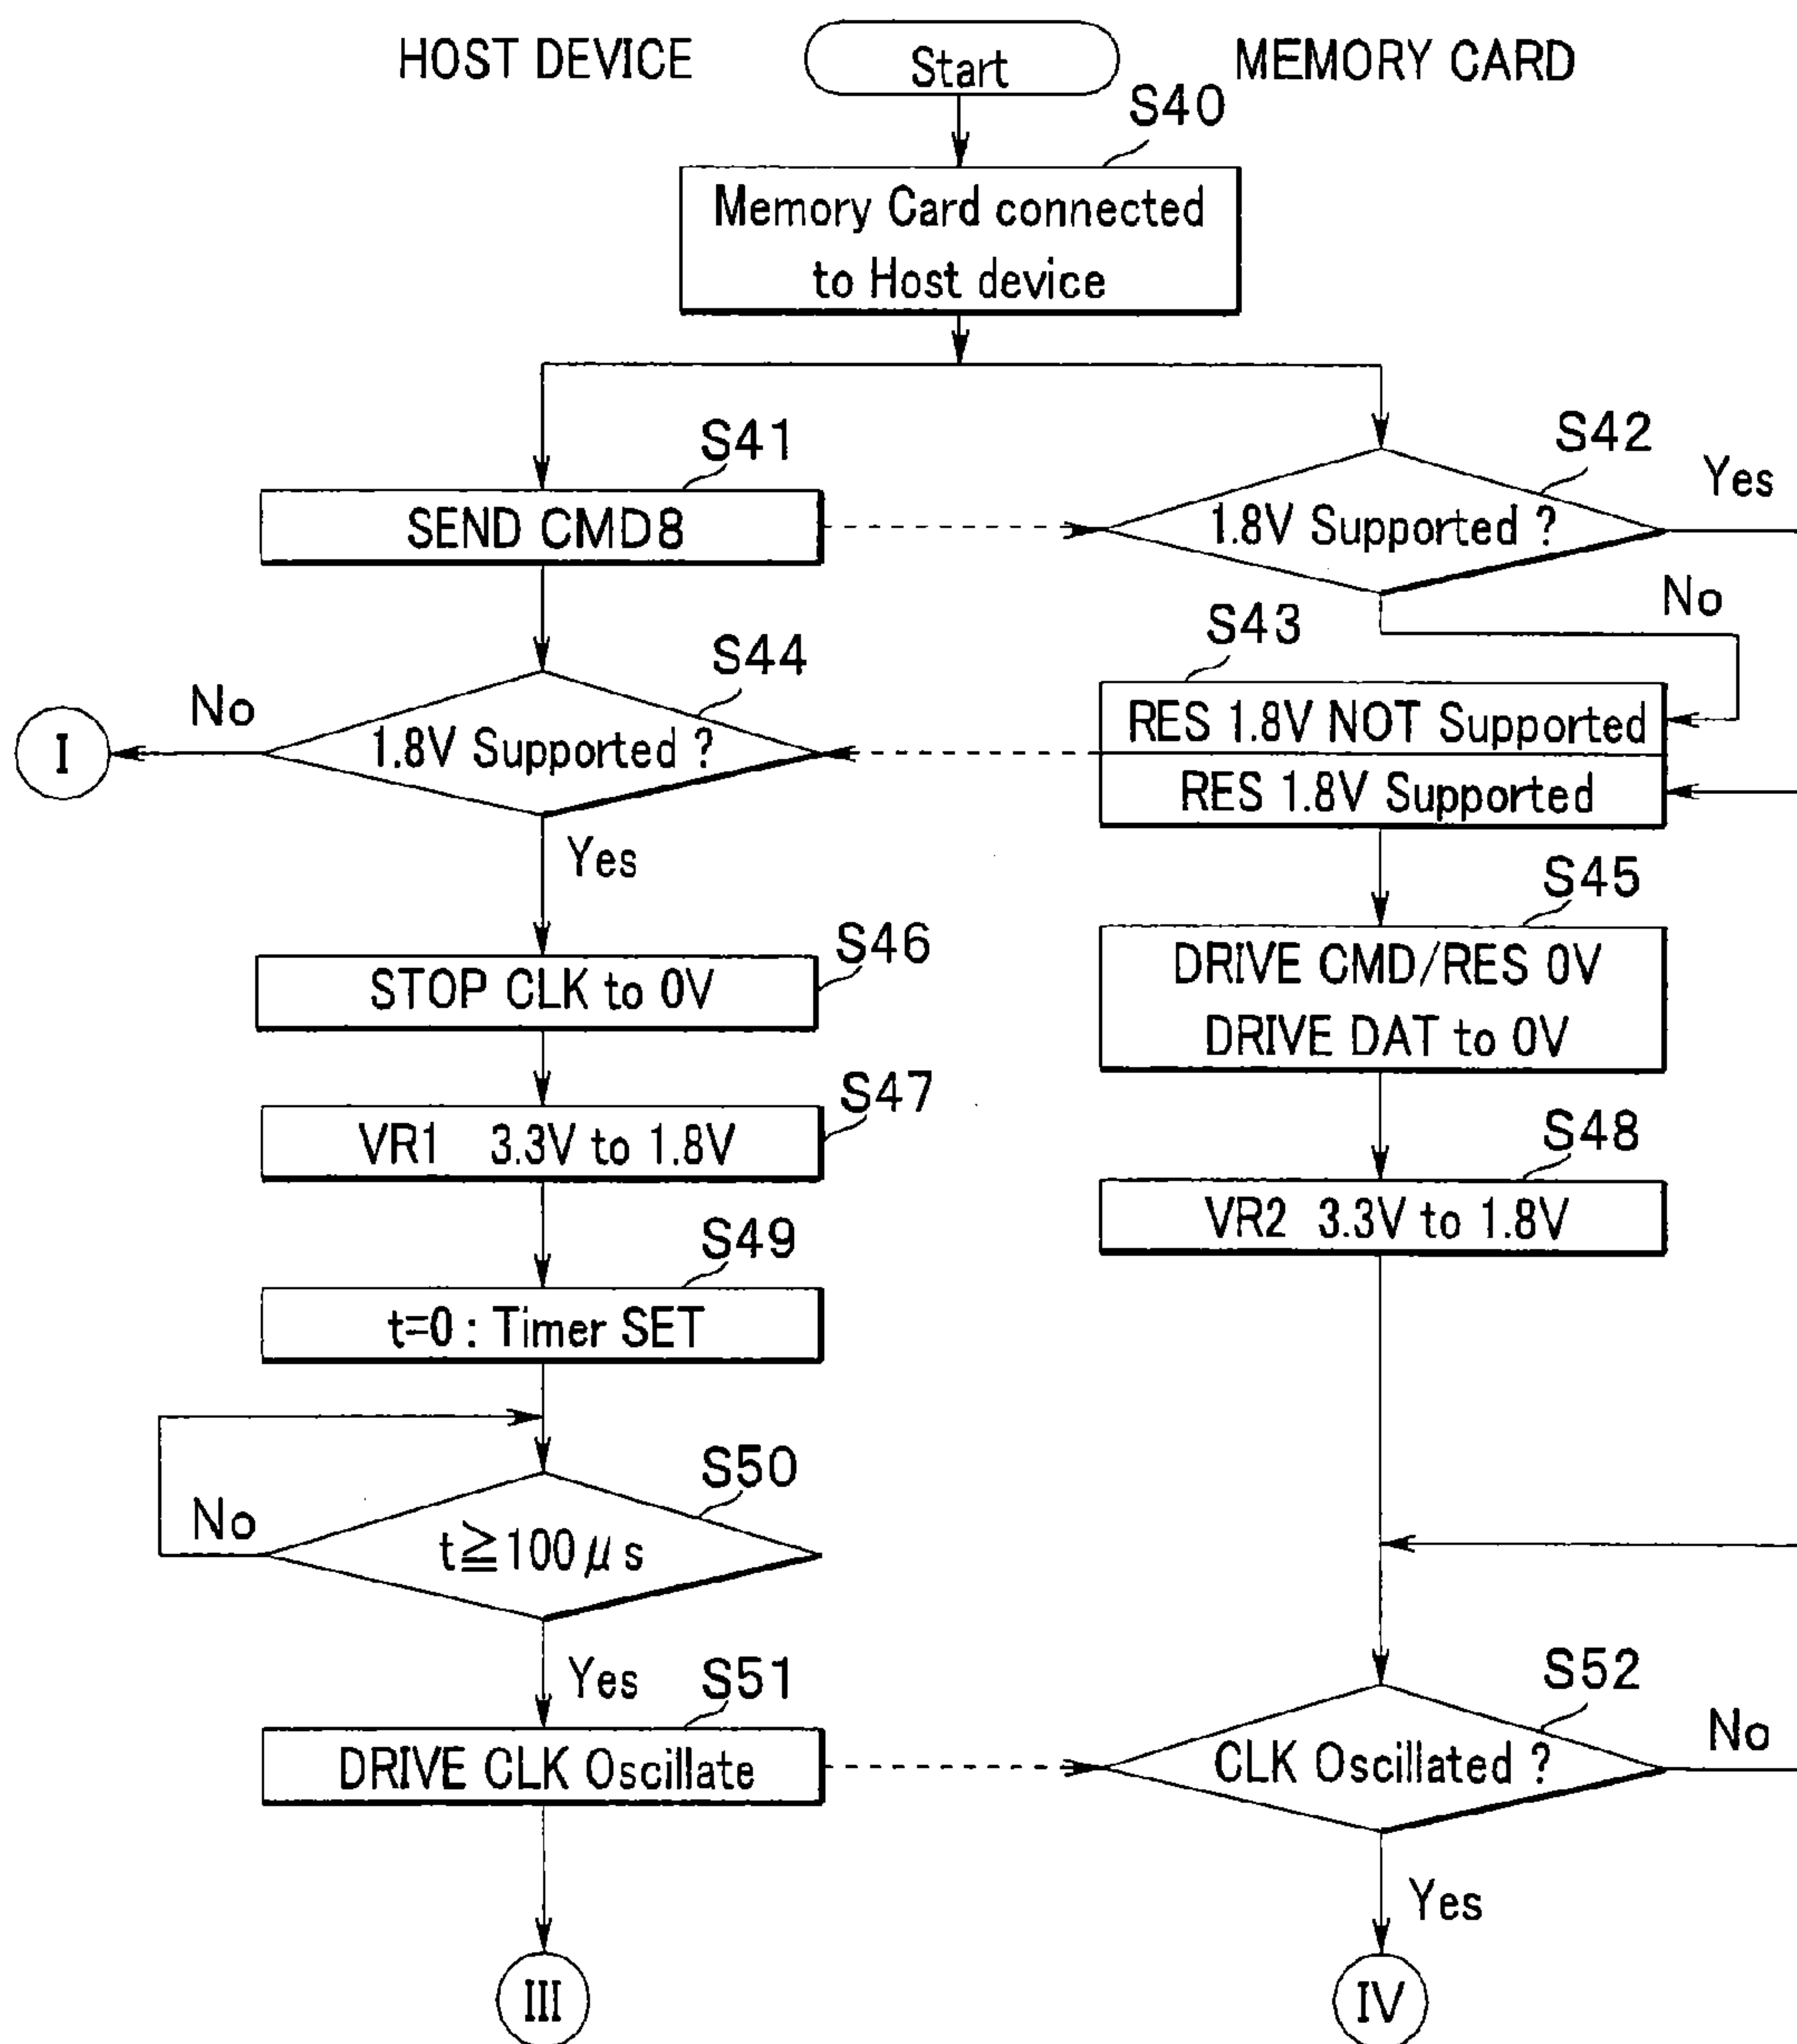 HOST DEVICE
Start
MEMORY CARD
S40
Memory Card connected
to Host device
S41
SEND CMD8
S42
1.8V Supported ?
Yes
No
S43
RES 1.8V NOT Supported
RES 1.8V Supported
S44
1.8V Supported ?
No
I
Yes
S45
DRIVE CMD/RES 0V
DRIVE DAT to 0V
S46
STOP CLK to 0V
S47
VR1 3.3V to 1.8V
S48
VR2 3.3V to 1.8V
S49
t=0 : Timer SET
S50
t≧100μs
No
Yes
S51
DRIVE CLK Oscillate
S52
CLK Oscillated ?
No
Yes
III
IV